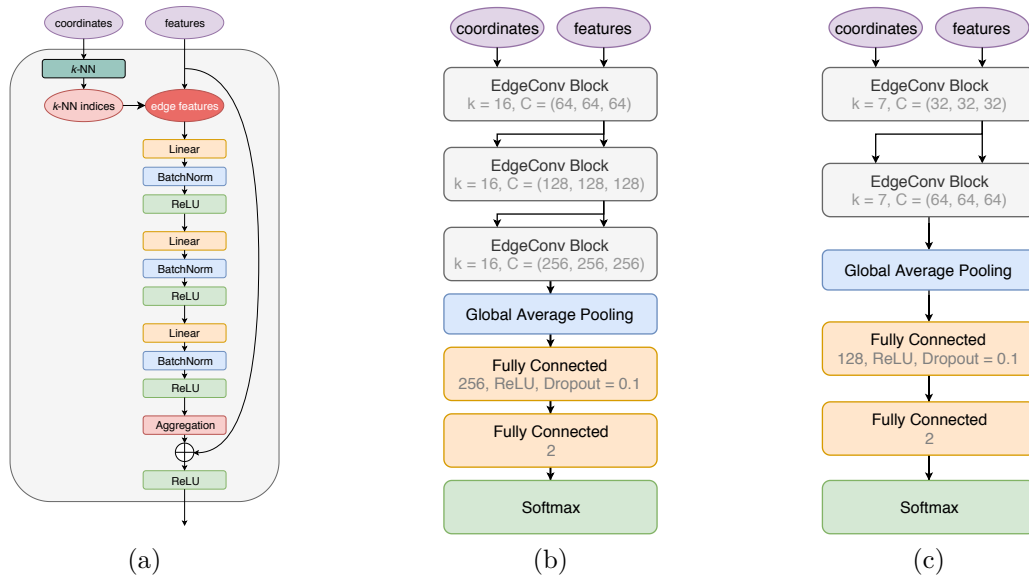 coordinates
features
k-NN
k-NN indices
edge features
Linear
BatchNorm
ReLU
Linear
BatchNorm
ReLU
Linear
BatchNorm
ReLU
Aggregation
ReLU
(a)
coordinates
features
EdgeConv Block
k = 16, C = (64, 64, 64)
EdgeConv Block
k = 16, C = (128, 128, 128)
EdgeConv Block
k = 16, C = (256, 256, 256)
Global Average Pooling
Fully Connected
256, ReLU, Dropout = 0.1
Fully Connected
2
Softmax
(b)
coordinates
features
EdgeConv Block
k = 7, C = (32, 32, 32)
EdgeConv Block
k = 7, C = (64, 64, 64)
Global Average Pooling
Fully Connected
128, ReLU, Dropout = 0.1
Fully Connected
2
Softmax
(c)